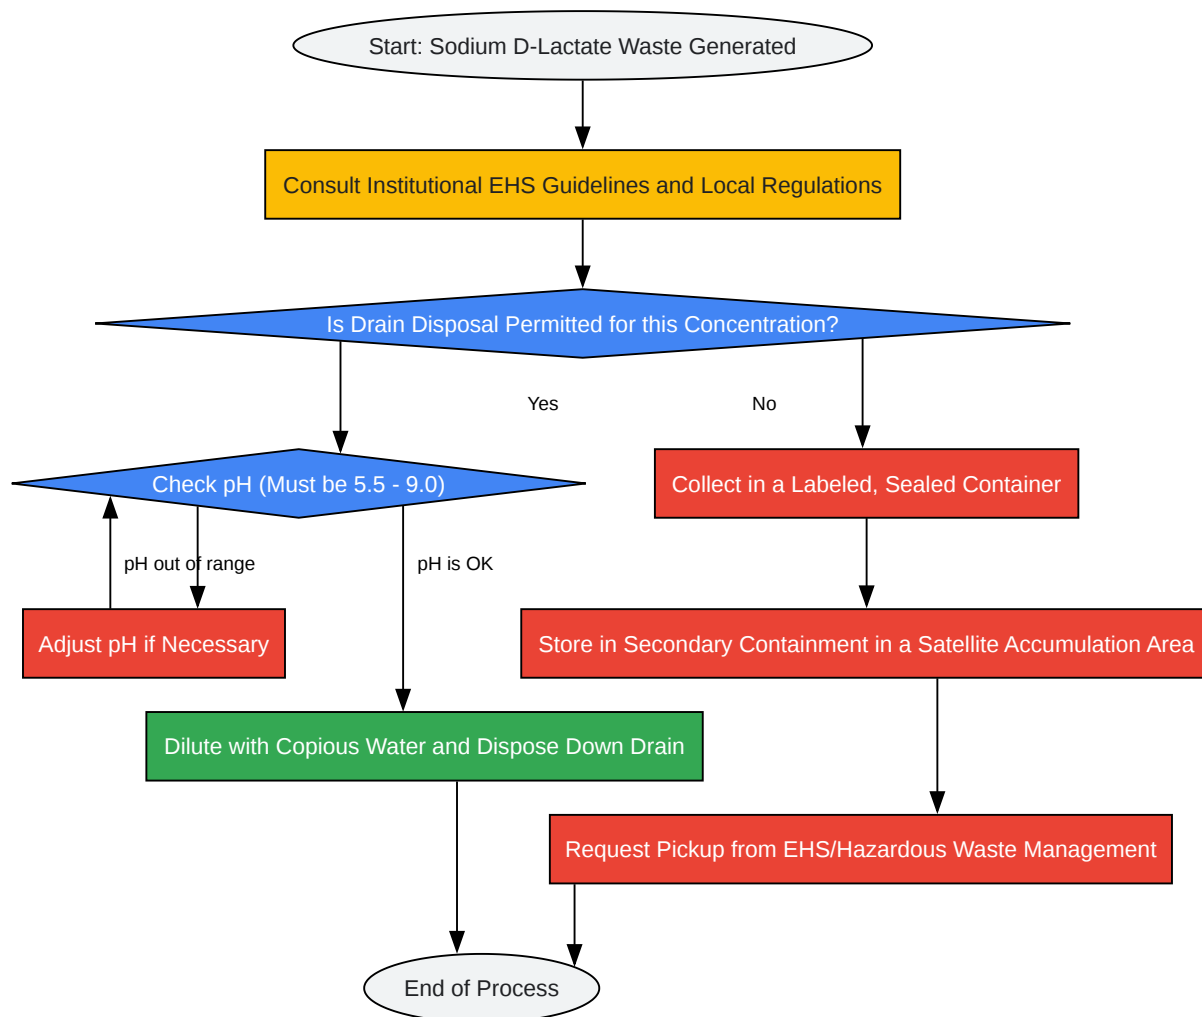 Start: Sodium D-Lactate Waste Generated
Consult Institutional EHS Guidelines and Local Regulations
Is Drain Disposal Permitted for this Concentration?
Yes
No
Check pH (Must be 5.5 - 9.0)
Collect in a Labeled, Sealed Container
pH out of range
pH is OK
Adjust pH if Necessary
Store in Secondary Containment in a Satellite Accumulation Area
Dilute with Copious Water and Dispose Down Drain
Request Pickup from EHS/Hazardous Waste Management
End of Process